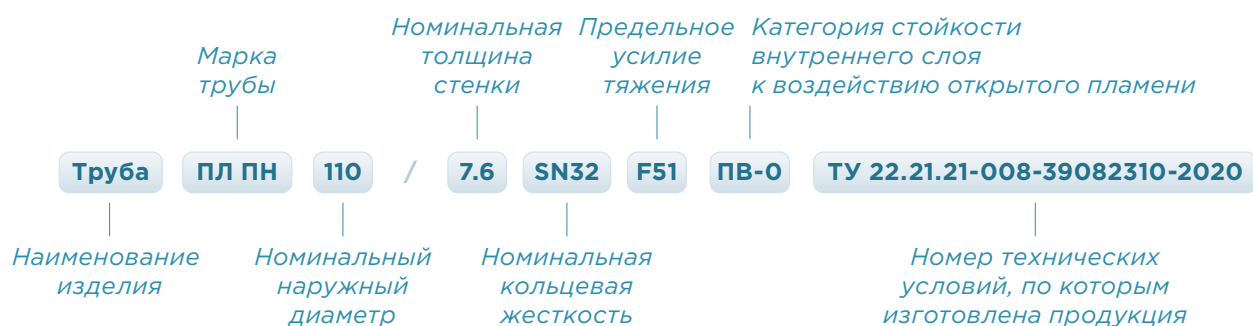 Номинальная толщина стенки
Предельное усилие тяжения
Категория стойкости
внутреннего слоя
к воздействию открытого пламени
Марка
трубы
Труба ПЛ ПН 110 / 7.6 SN32 F51 ПВ-0 ТУ 22.21.21-008-39082310-2020
Наименование
изделия
Номинальный
наружный
диаметр
Номинальная
кольцевая
жесткость
Номер технических
условий, по которым
изготовлена продукция